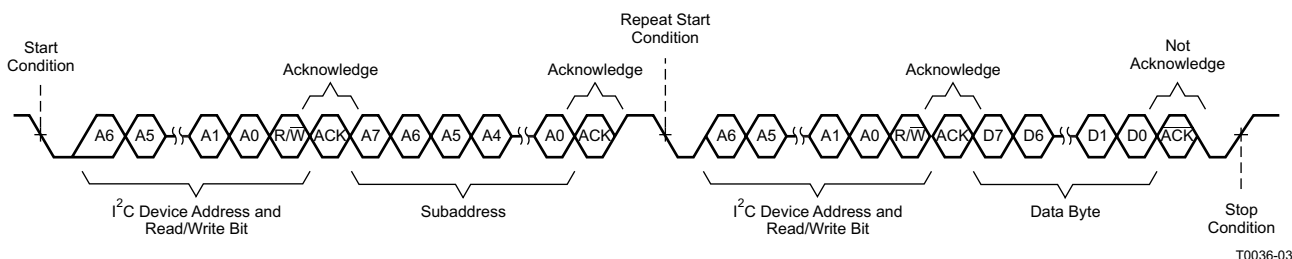 Repeat Start
Condition
Start
Condition
Not
Acknowledge
Acknowledge
Acknowledge
Acknowledge
A6 A5 A1 A0 R/W̅ ACK A7 A6 A5 A4 A0 ACK A6 A5 A1 A0 R/W̅ ACK D7 D6 D1 D0 A̅C̅K̅
I²C Device Address and
Read/Write Bit
Subaddress
I²C Device Address and
Read/Write Bit
Data Byte
Stop
Condition
T0036-03